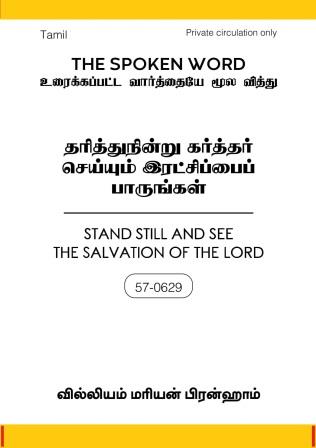 Tamil
Private circulation only
THE SPOKEN WORD
உரைக்கப்பட்ட வார்த்தையே மூல வித்து
தரித்துநின்று கர்த்தர்
செய்யும் இரட்சிப்பைப்
பாருங்கள்
STAND STILL AND SEE
THE SALVATION OF THE LORD
57-0629
வில்லியம் மரியன் பிரன்ஹாம்